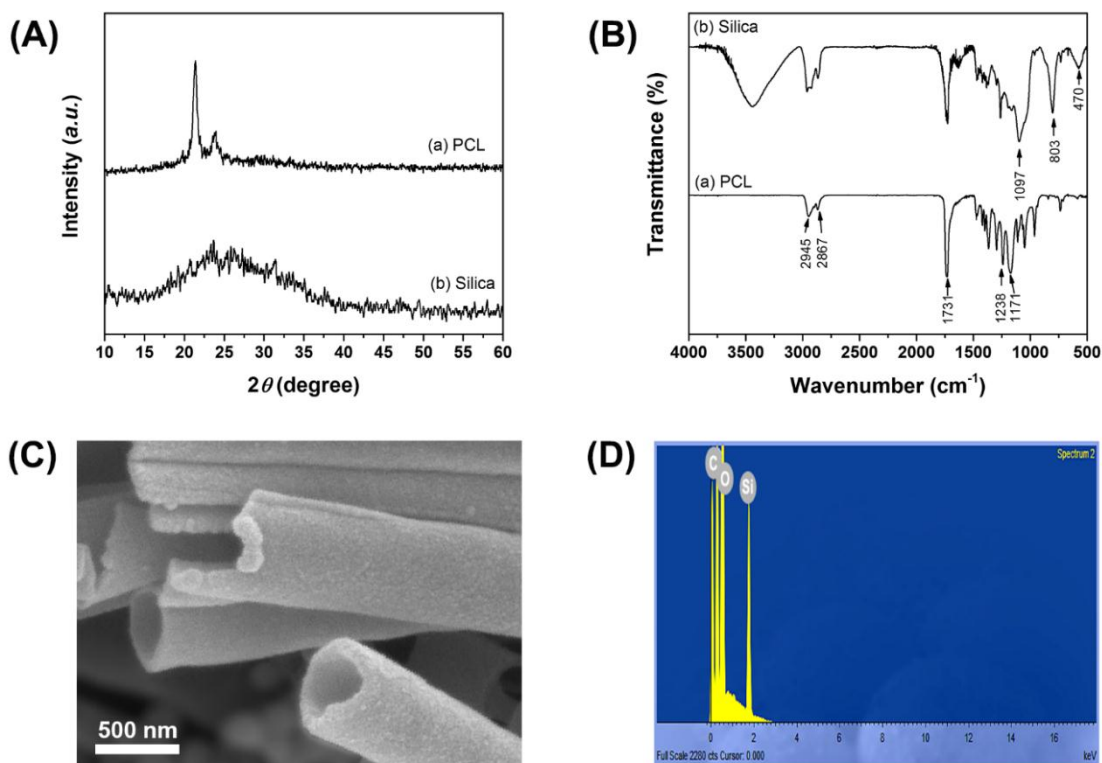 (A)
Intensity (a.u.)
(a) PCL
(b) Silica
10 15 20 25 30 35 40 45 50 55 60
2θ (degree)
(B)
Transmittance (%)
(b) Silica
470
803
1097
(a) PCL
2945
2867
1731
1238
1171
4000 3500 3000 2500 2000 1500 1000 500
Wavenumber (cm⁻¹)
(C)
500 nm
(D)
Spectrum 2
C
O
Si
0 2 4 6 8 10 12 14 16
Full Scale 2280 cts Cursor: 0.000
keV